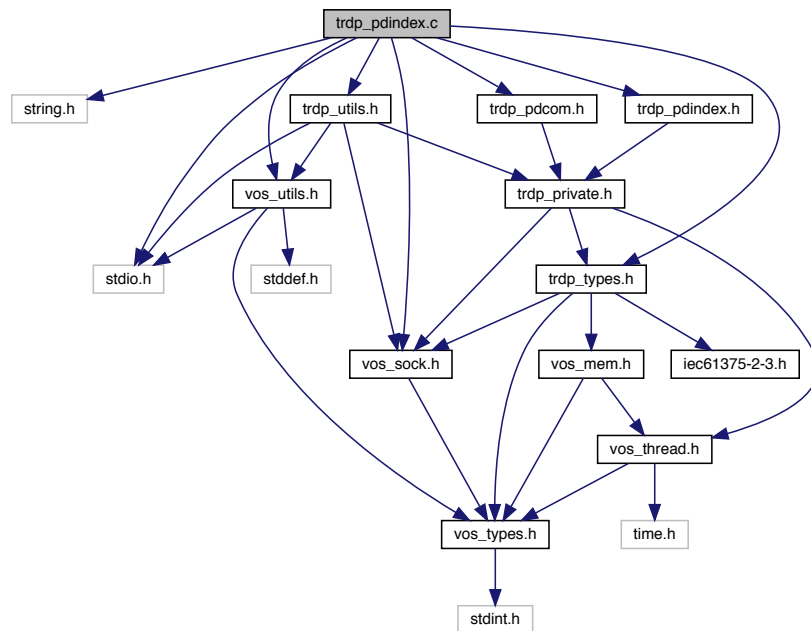 trdp_pdindex.c
string.h
trdp_utils.h
trdp_pdcom.h
trdp_pdindex.h
vos_utils.h
trdp_private.h
stdio.h
stddef.h
trdp_types.h
vos_sock.h
vos_mem.h
iec61375-2-3.h
vos_thread.h
vos_types.h
time.h
stdint.h